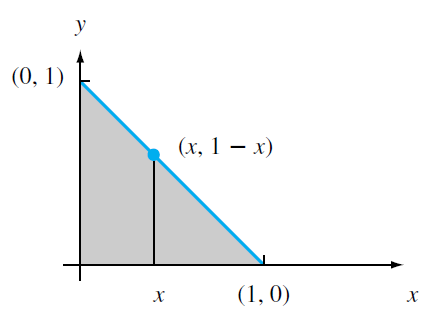 y
(0, 1)
(x, 1 − x)
x
(1, 0)
x